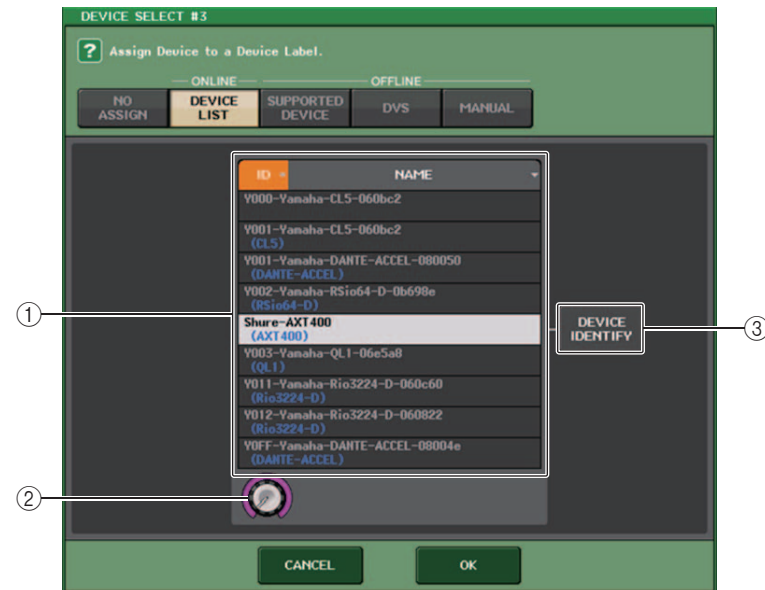 DEVICE SELECT #3
? Assign Device to a Device Label.
ONLINE OFFLINE
NO ASSIGN
DEVICE LIST
SUPPORTED DEVICE
DVS
MANUAL
ID NAME
Y000-Yamaha-CL5-060bc2
Y001-Yamaha-CL5-060bc2
(CL5)
Y001-Yamaha-DANTE-ACCEL-080050
(DANTE-ACCEL)
Y002-Yamaha-RSio64-D-0b698e
(RSio64-D)
Shure-AXT400
(AXT400)
Y003-Yamaha-QL1-06e5a8
(QL1)
Y011-Yamaha-Rio3224-D-060c60
(Rio3224-D)
Y012-Yamaha-Rio3224-D-060822
(Rio3224-D)
Y0FF-Yamaha-DANTE-ACCEL-08004e
(DANTE-ACCEL)
DEVICE
IDENTIFY
1
3
2
CANCEL OK